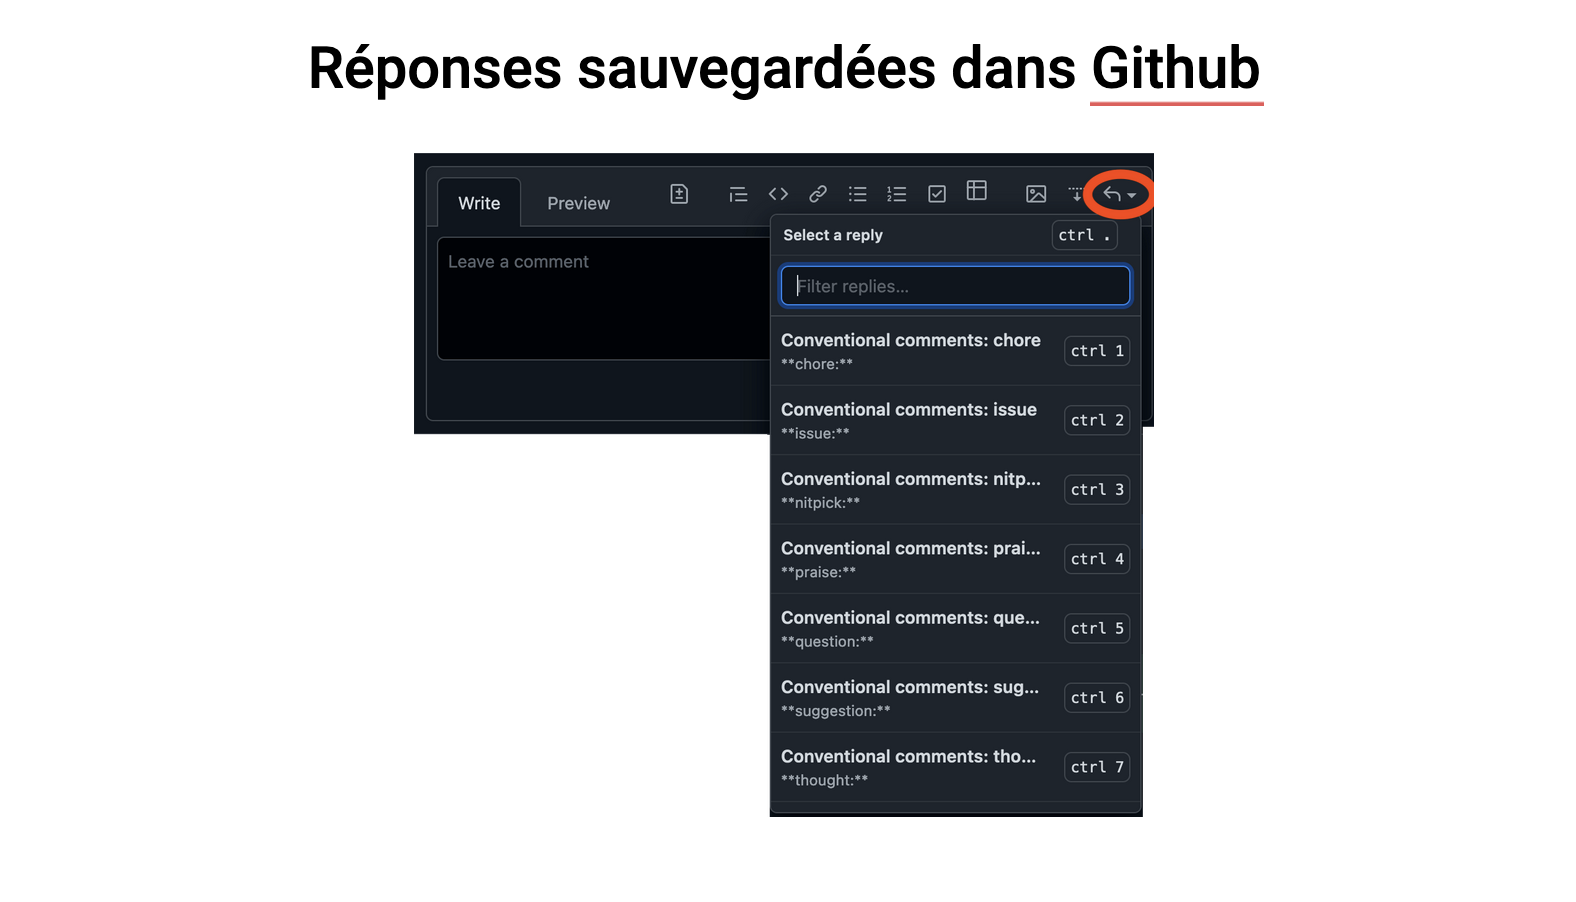 Réponses sauvegardées dans Github
Write
Preview
Leave a comment
Select a reply
ctrl .
Filter replies...
Conventional comments: chore
**chore:**
ctrl 1
Conventional comments: issue
**issue:**
ctrl 2
Conventional comments: nitp...
**nitpick:**
ctrl 3
Conventional comments: prai...
**praise:**
ctrl 4
Conventional comments: que...
**question:**
ctrl 5
Conventional comments: sug...
**suggestion:**
ctrl 6
Conventional comments: tho...
**thought:**
ctrl 7